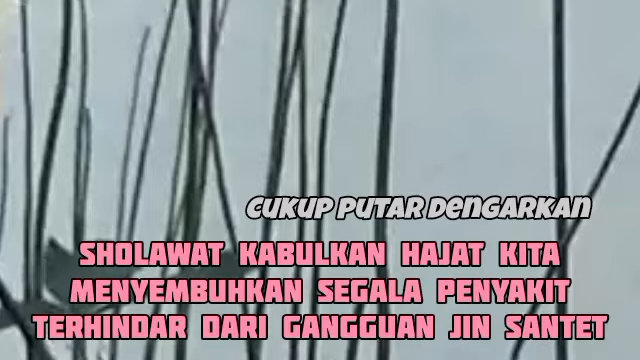 CUKUP PUTAR DENGARKAN
SHOLAWAT KABULKAN HAJAT KITA
MENYEMBUHKAN SEGALA PENYAKIT
TERHINDAR DARI GANGGUAN JIN SANTET